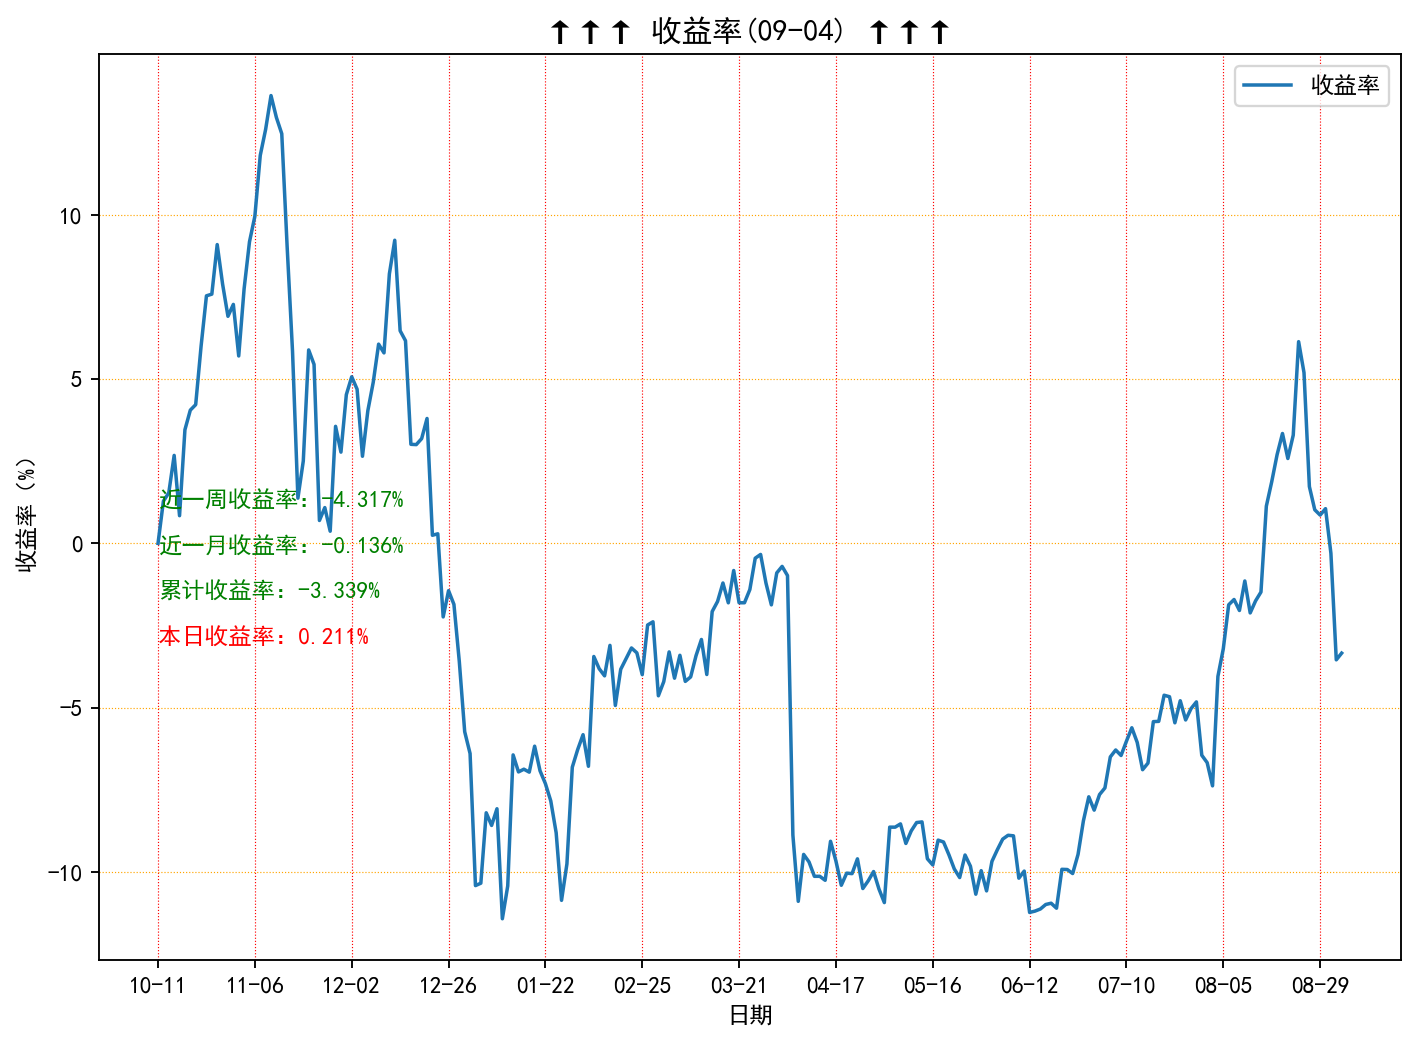 ↑↑↑ 收益率(09-04) ↑↑↑
收益率
收益率（%）
10
5
0
-5
-10
近一周收益率：-4.317%
近一月收益率：-0.136%
累计收益率：-3.339%
本日收益率：0.211%
10-11 11-06 12-02 12-26 01-22 02-25 03-21 04-17 05-16 06-12 07-10 08-05 08-29
日期